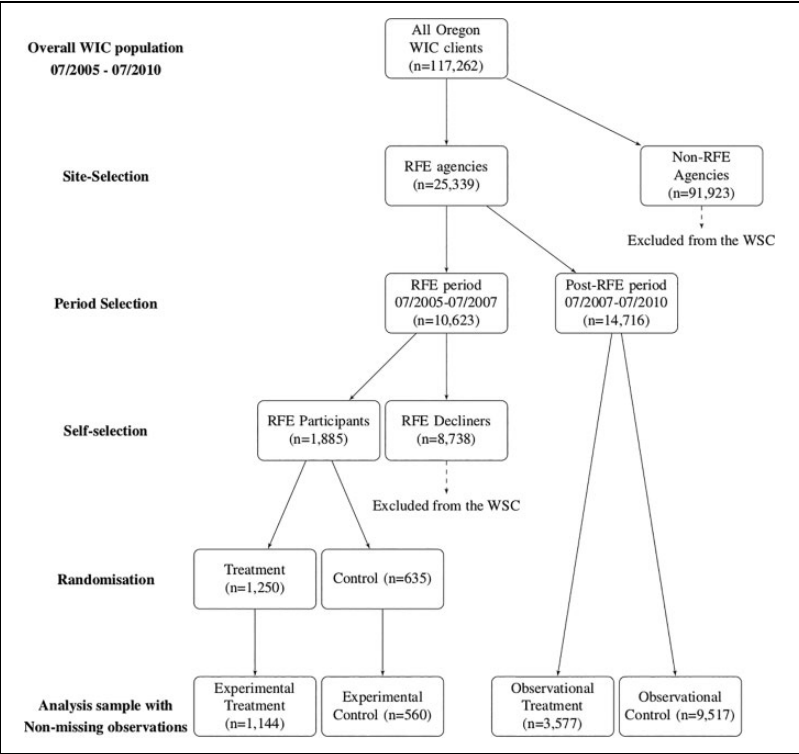 Overall WIC population
07/2005 - 07/2010
All Oregon
WIC clients
(n=117,262)
Site-Selection
RFE agencies
(n=25,339)
Non-RFE
Agencies
(n=91,923)
Excluded from the WSC
Period Selection
RFE period
07/2005-07/2007
(n=10,623)
Post-RFE period
07/2007-07/2010
(n=14,716)
Self-selection
RFE Participants
(n=1,885)
RFE Decliners
(n=8,738)
Excluded from the WSC
Randomisation
Treatment
(n=1,250)
Control (n=635)
Analysis sample with
Non-missing observations
Experimental
Treatment
(n=1,144)
Experimental
Control (n=560)
Observational
Treatment
(n=3,577)
Observational
Control (n=9,517)